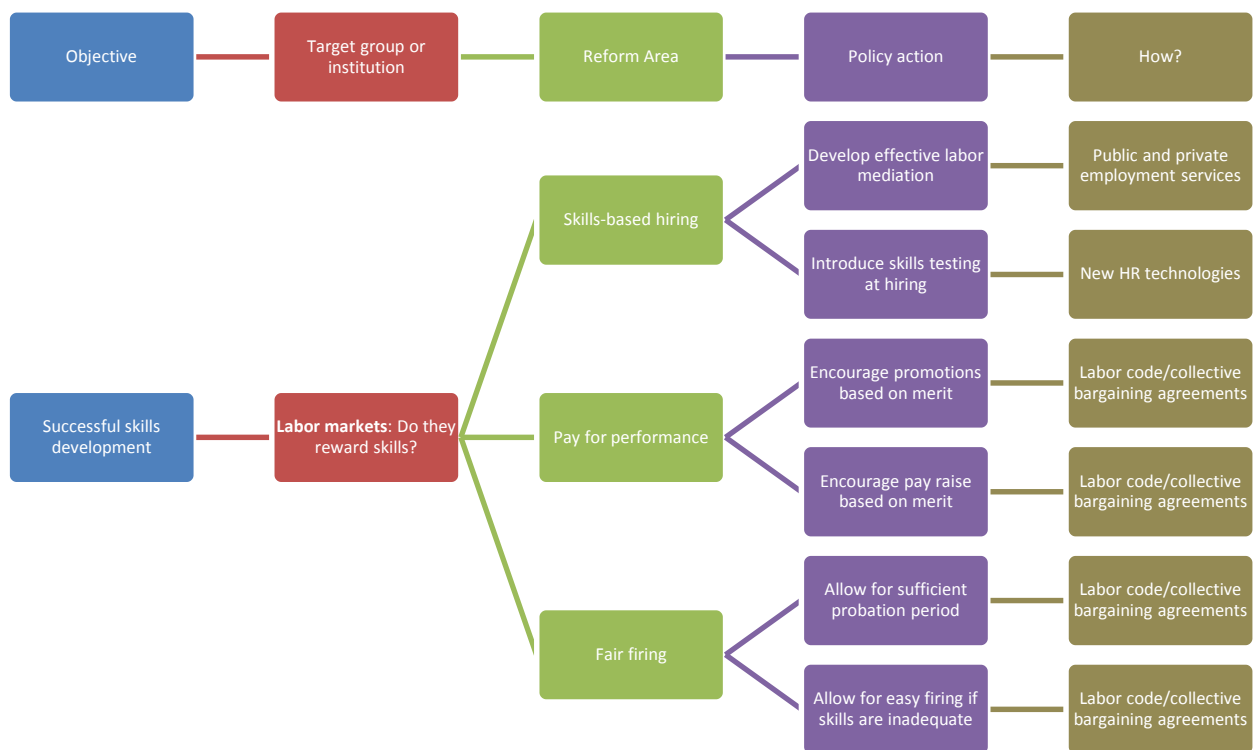 Objective
Target group or
institution
Reform Area
Policy action
How?
Develop effective labor
mediation
Public and private
employment services
Skills-based hiring
Introduce skills testing
at hiring
New HR technologies
Encourage promotions
based on merit
Labor code/collective
bargaining agreements
Successful skills
development
Labor markets: Do they
reward skills?
Pay for performance
Encourage pay raise
based on merit
Labor code/collective
bargaining agreements
Allow for sufficient
probation period
Labor code/collective
bargaining agreements
Fair firing
Allow for easy firing if
skills are inadequate
Labor code/collective
bargaining agreements